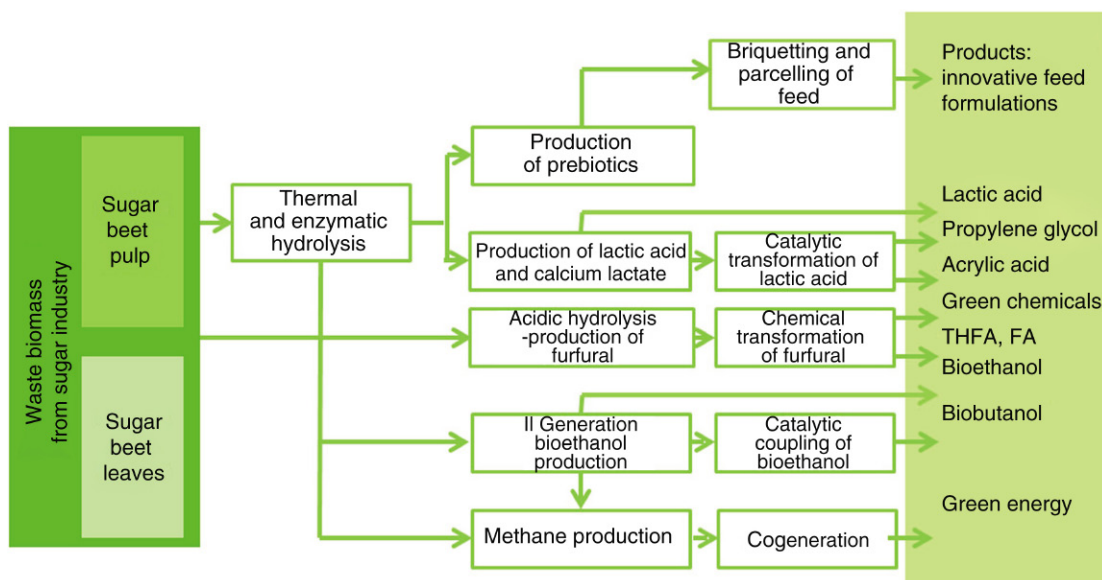 Waste biomass
from sugar industry
Sugar
beet
pulp
Sugar
beet
leaves
Thermal
and enzymatic
hydrolysis
Production
of prebiotics
Briquetting and
parcelling of
feed
Production of lactic acid
and calcium lactate
Catalytic
transformation of
lactic acid
Acidic hydrolysis
-production of
furfural
Chemical
transformation
of furfural
II Generation
bioethanol
production
Catalytic
coupling of
bioethanol
Methane production
Cogeneration
Products:
innovative feed
formulations
Lactic acid
Propylene glycol
Acrylic acid
Green chemicals
THFA, FA
Bioethanol
Biobutanol
Green energy